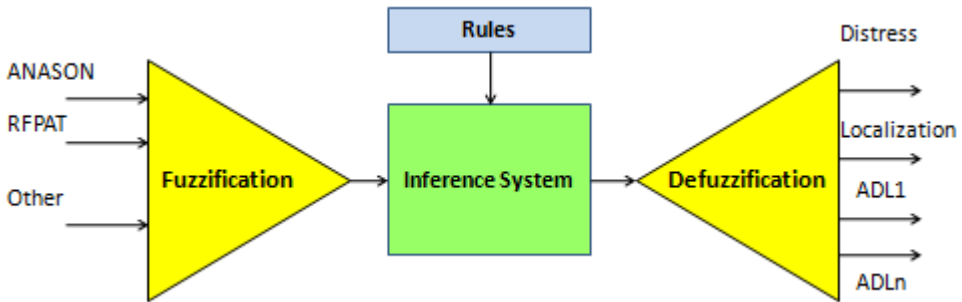 Rules
Distress
ANASON
RFPAT
Localization
Fuzzification
Inference System
Defuzzification
Other
ADL1
ADLn